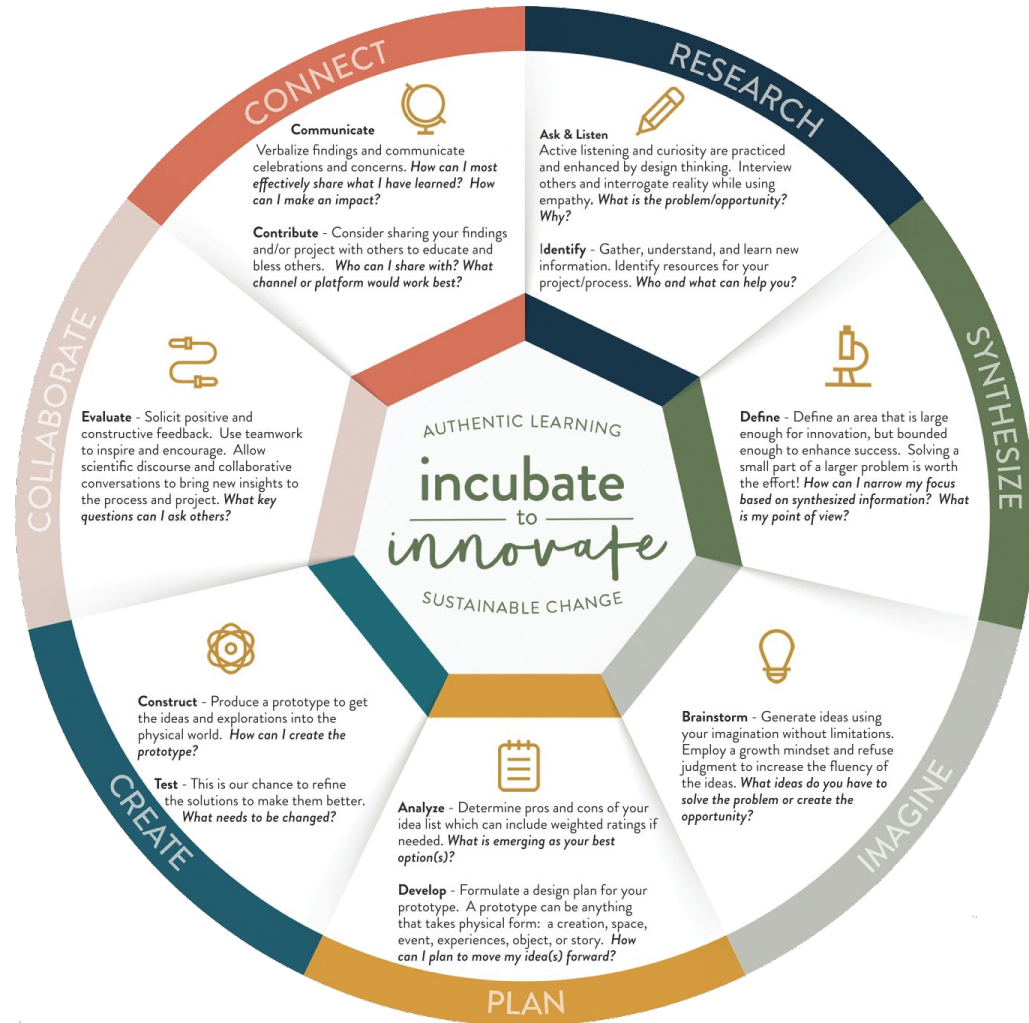 CONNECT
Communicate
Verbalize findings and communicate
celebrations and concerns. How can I most
effectively share what I have learned? How
can I make an impact?
Contribute - Consider sharing your findings
and/or project with others to educate and
bless others. Who can I share with? What
channel or platform would work best?
RESEARCH
Ask & Listen
Active listening and curiosity are practiced
and enhanced by design thinking. Interview
others and interrogate reality while using
empathy. What is the problem/opportunity?
Why?
Identify - Gather, understand, and learn new
information. Identify resources for your
project/process. Who and what can help you?
SYNTHESIZE
Define - Define an area that is large
enough for innovation, but bounded
enough to enhance success. Solving a
small part of a larger problem is worth
the effort! How can I narrow my focus
based on synthesized information? What
is my point of view?
IMAGINE
Brainstorm - Generate ideas using
your imagination without limitations.
Employ a growth mindset and refuse
judgment to increase the fluency of
the ideas. What ideas do you have to
solve the problem or create the
opportunity?
PLAN
Analyze - Determine pros and cons of your
idea list which can include weighted ratings if
needed. What is emerging as your best
option(s)?
Develop - Formulate a design plan for your
prototype. A prototype can be anything
that takes physical form: a creation, space,
event, experiences, object, or story. How
can I plan to move my idea(s) forward?
CREATE
Construct - Produce a prototype to get
the ideas and explorations into the
physical world. How can I create the
prototype?
Test - This is our chance to refine
the solutions to make them better.
What needs to be changed?
COLLABORATE
Evaluate - Solicit positive and
constructive feedback. Use teamwork
to inspire and encourage. Allow
scientific discourse and collaborative
conversations to bring new insights to
the process and project. What key
questions can I ask others?
AUTHENTIC LEARNING
incubate
to
innovate
SUSTAINABLE CHANGE